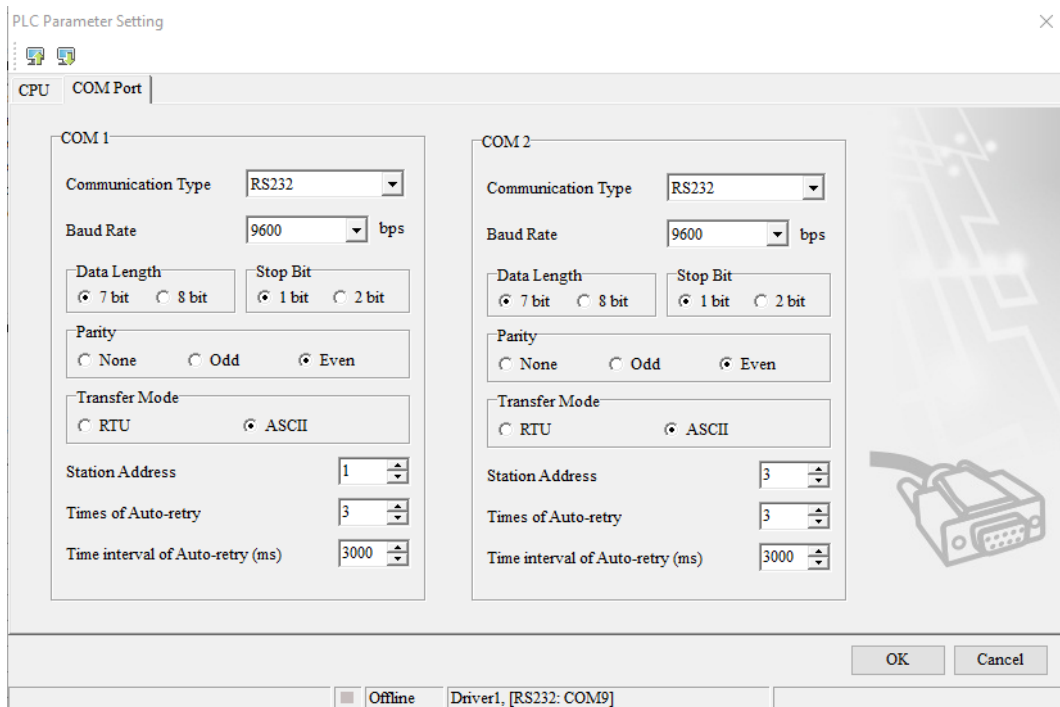 PLC Parameter Setting
CPU
COM Port
COM 1
Communication Type
RS232
Baud Rate
9600
bps
Data Length
7 bit
8 bit
Stop Bit
1 bit
2 bit
Parity
None
Odd
Even
Transfer Mode
RTU
ASCII
Station Address
1
Times of Auto-retry
3
Time interval of Auto-retry (ms)
3000
COM 2
Communication Type
RS232
Baud Rate
9600
bps
Data Length
7 bit
8 bit
Stop Bit
1 bit
2 bit
Parity
None
Odd
Even
Transfer Mode
RTU
ASCII
Station Address
3
Times of Auto-retry
3
Time interval of Auto-retry (ms)
3000
OK
Cancel
Offline
Driver1, [RS232: COM9]